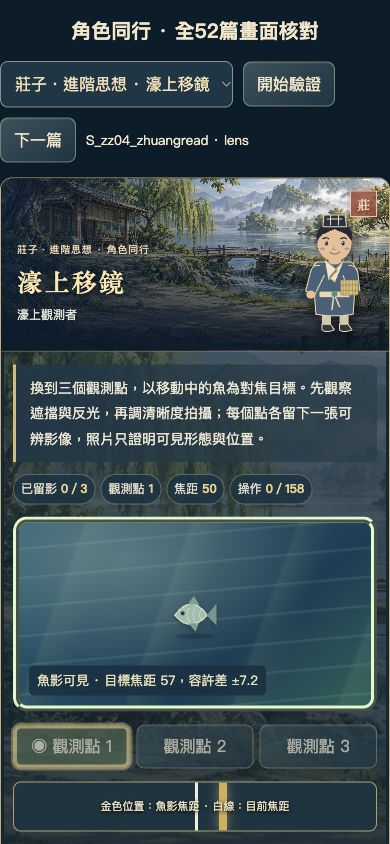 角色同行 · 全52篇畫面核對
莊子 · 進階思想 · 濠上移鏡
開始驗證
下一篇
S_zz04_zhuangread · lens
莊
莊子 · 進階思想 · 角色同行
濠上移鏡
濠上觀測者
換到三個觀測點，以移動中的魚為對焦目標。先觀察
遮擋與反光，再調清晰度拍攝；每個點各留下一張可
辨影像，照片只證明可見形態與位置。
已留影 0 / 3
觀測點 1
焦距 50
操作 0 / 158
魚影可見 · 目標焦距 57，容許差 ±7.2
◉ 觀測點 1
觀測點 2
觀測點 3
金色位置：魚影焦距 · 白線：目前焦距